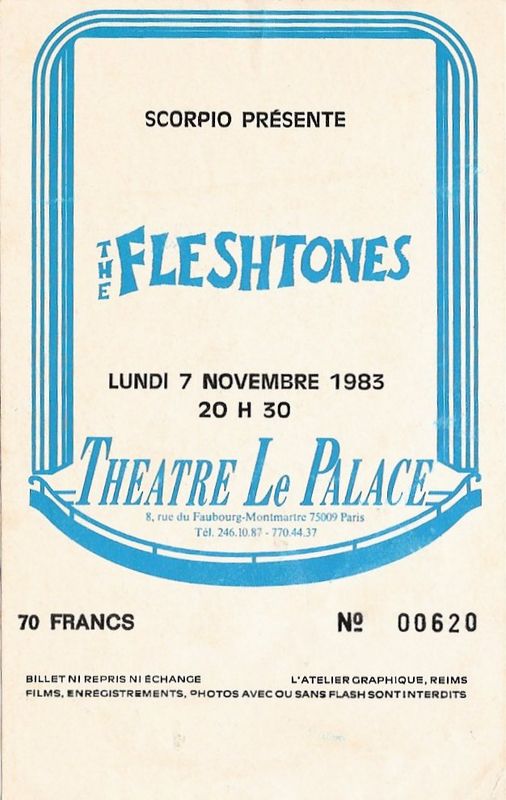 SCORPIO PRÉSENTE
THE FLESHTONES
LUNDI 7 NOVEMBRE 1983
20 H 30
THEATRE Le PALACE
8, rue du Faubourg-Montmartre 75009 Paris
Tél. 246.10.87 - 770.44.37
70 FRANCS Nº 00620
BILLET NI REPRIS NI ÉCHANGE L'ATELIER GRAPHIQUE, REIMS
FILMS, ENREGISTREMENTS, PHOTOS AVEC OU SANS FLASH SONT INTERDITS